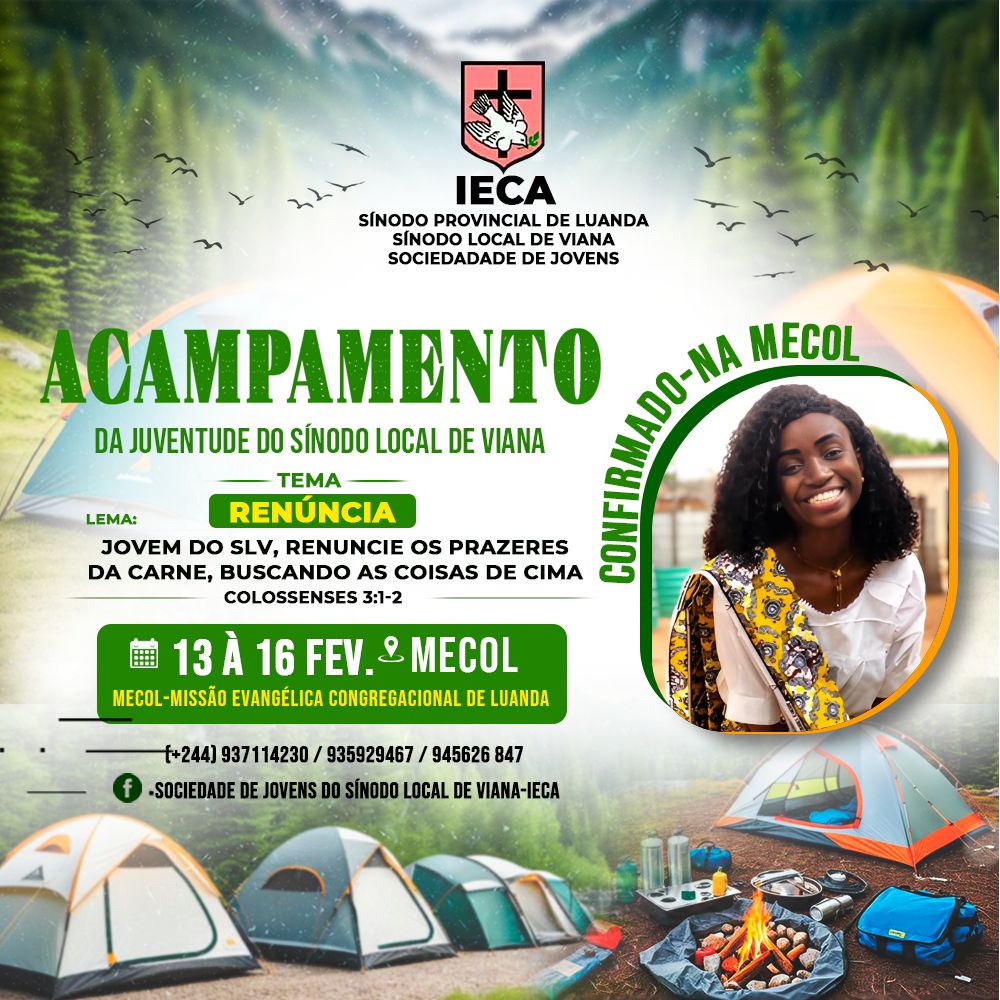 IECA
SÍNODO PROVINCIAL DE LUANDA
SÍNODO LOCAL DE VIANA
SOCIEDADADE DE JOVENS
ACAMPAMENTO
DA JUVENTUDE DO SÍNODO LOCAL DE VIANA
TEMA
RENÚNCIA
LEMA:
JOVEM DO SLV, RENUNCIE OS PRAZERES
DA CARNE, BUSCANDO AS COISAS DE CIMA
COLOSSENSES 3:1-2
CONFIRMADO-NA MECOL
13 À 16 FEV. MECOL
MECOL-MISSÃO EVANGÉLICA CONGREGACIONAL DE LUANDA
(+244) 937114230 / 935929467 / 945626 847
f -SOCIEDADE DE JOVENS DO SÍNODO LOCAL DE VIANA-IECA